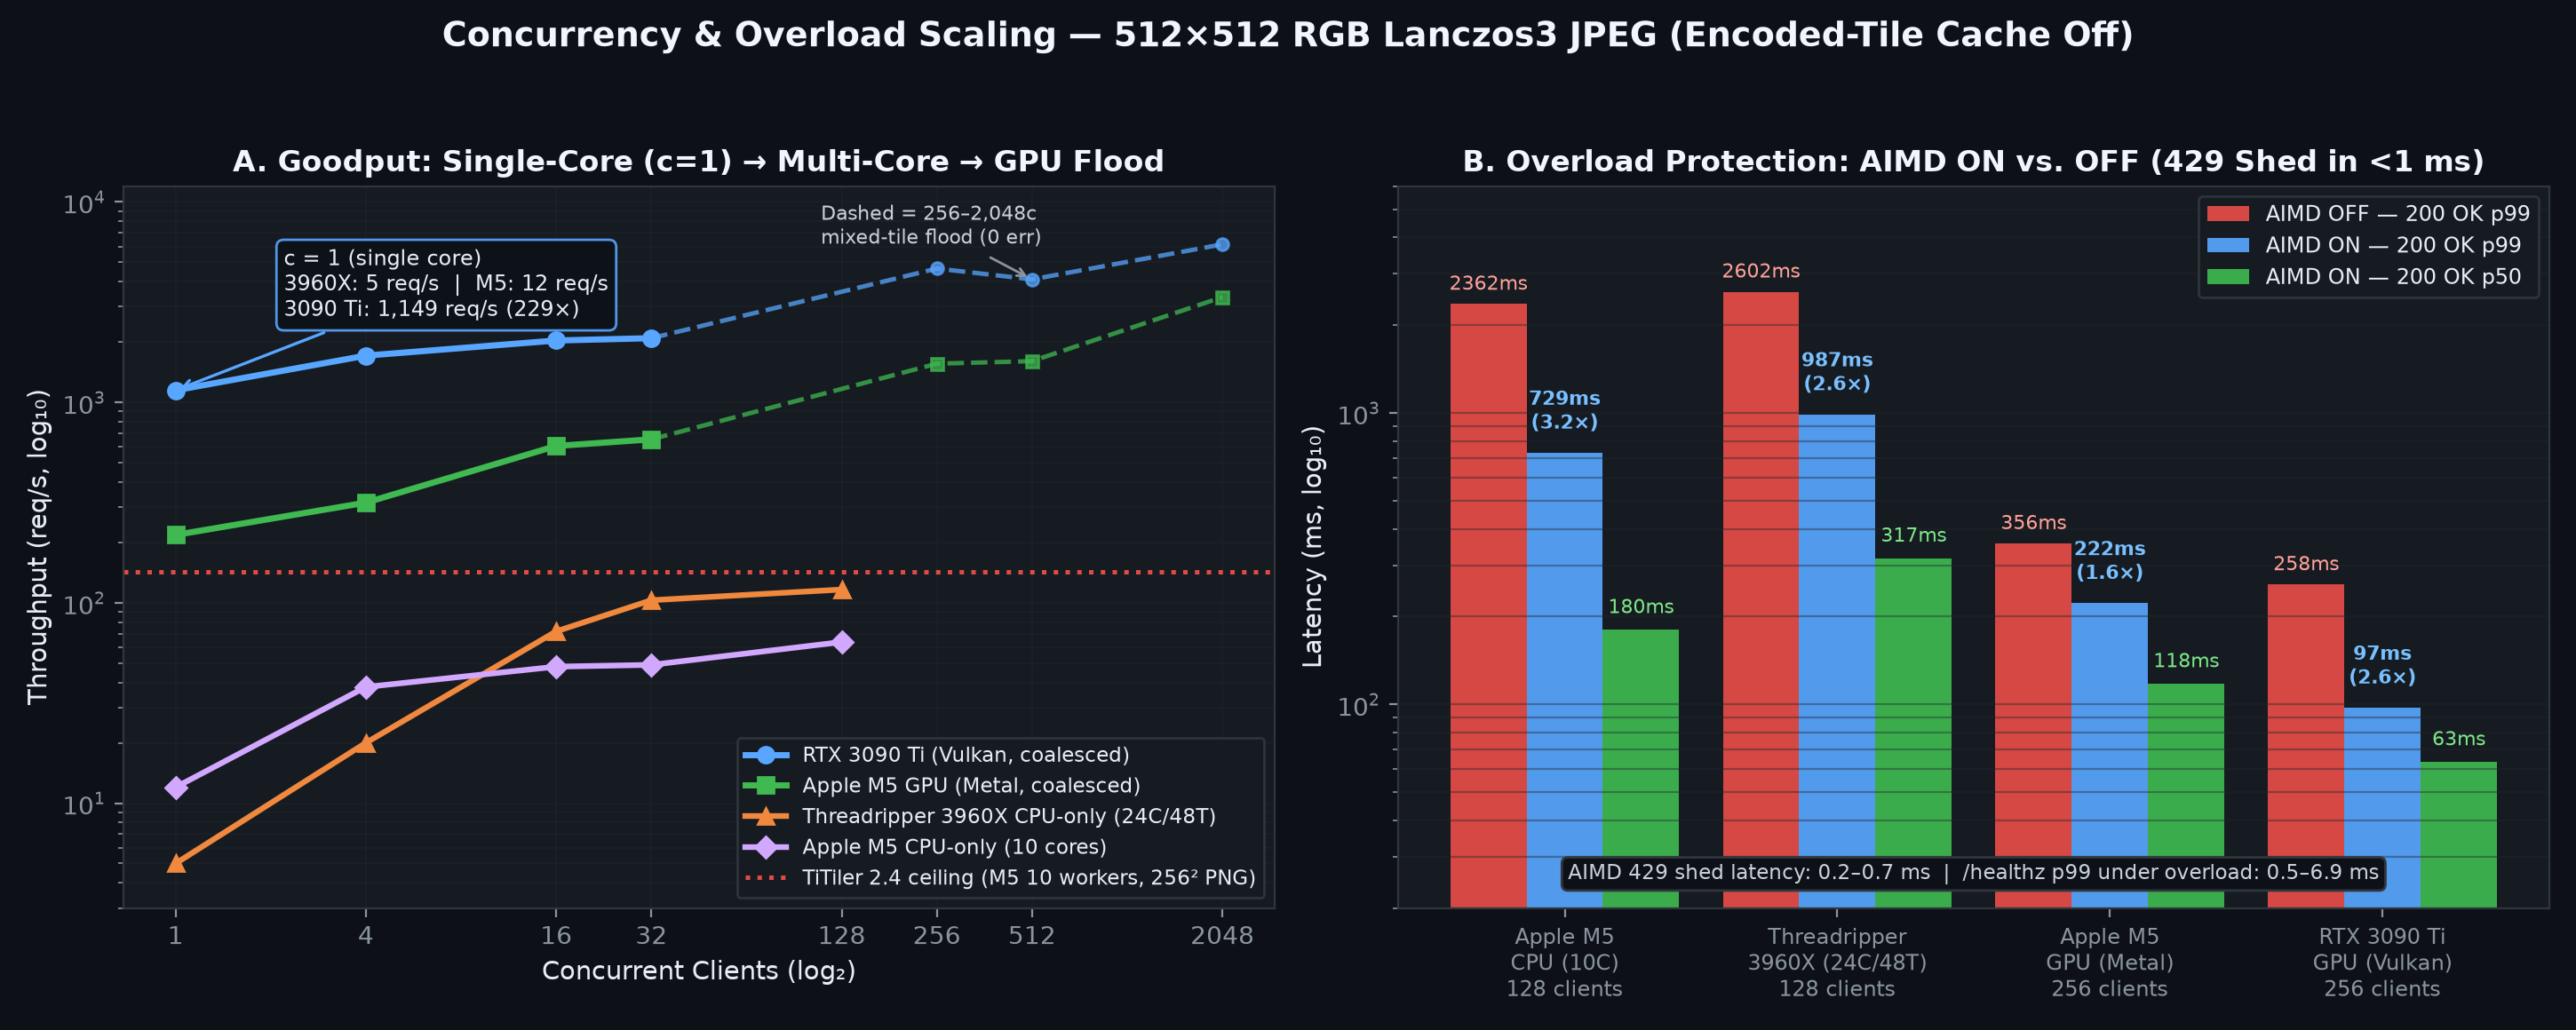 Concurrency & Overload Scaling — 512×512 RGB Lanczos3 JPEG (Encoded-Tile Cache Off)
A. Goodput: Single-Core (c=1) → Multi-Core → GPU Flood
Throughput (req/s, log₁₀)
10⁴
10³
10²
10¹
c = 1 (single core)
3960X: 5 req/s | M5: 12 req/s
3090 Ti: 1,149 req/s (229×)
Dashed = 256–2,048c
mixed-tile flood (0 err)
RTX 3090 Ti (Vulkan, coalesced)
Apple M5 GPU (Metal, coalesced)
Threadripper 3960X CPU-only (24C/48T)
Apple M5 CPU-only (10 cores)
TiTiler 2.4 ceiling (M5 10 workers, 256² PNG)
1 4 16 32 128 256 512 2048
Concurrent Clients (log₂)
B. Overload Protection: AIMD ON vs. OFF (429 Shed in <1 ms)
Latency (ms, log₁₀)
10³
10²
AIMD OFF — 200 OK p99
AIMD ON — 200 OK p99
AIMD ON — 200 OK p50
2362ms
729ms
(3.2×)
180ms
2602ms
987ms
(2.6×)
317ms
356ms
222ms
(1.6×)
118ms
258ms
97ms
(2.6×)
63ms
AIMD 429 shed latency: 0.2–0.7 ms | /healthz p99 under overload: 0.5–6.9 ms
Apple M5
CPU (10C)
128 clients
Threadripper
3960X (24C/48T)
128 clients
Apple M5
GPU (Metal)
256 clients
RTX 3090 Ti
GPU (Vulkan)
256 clients